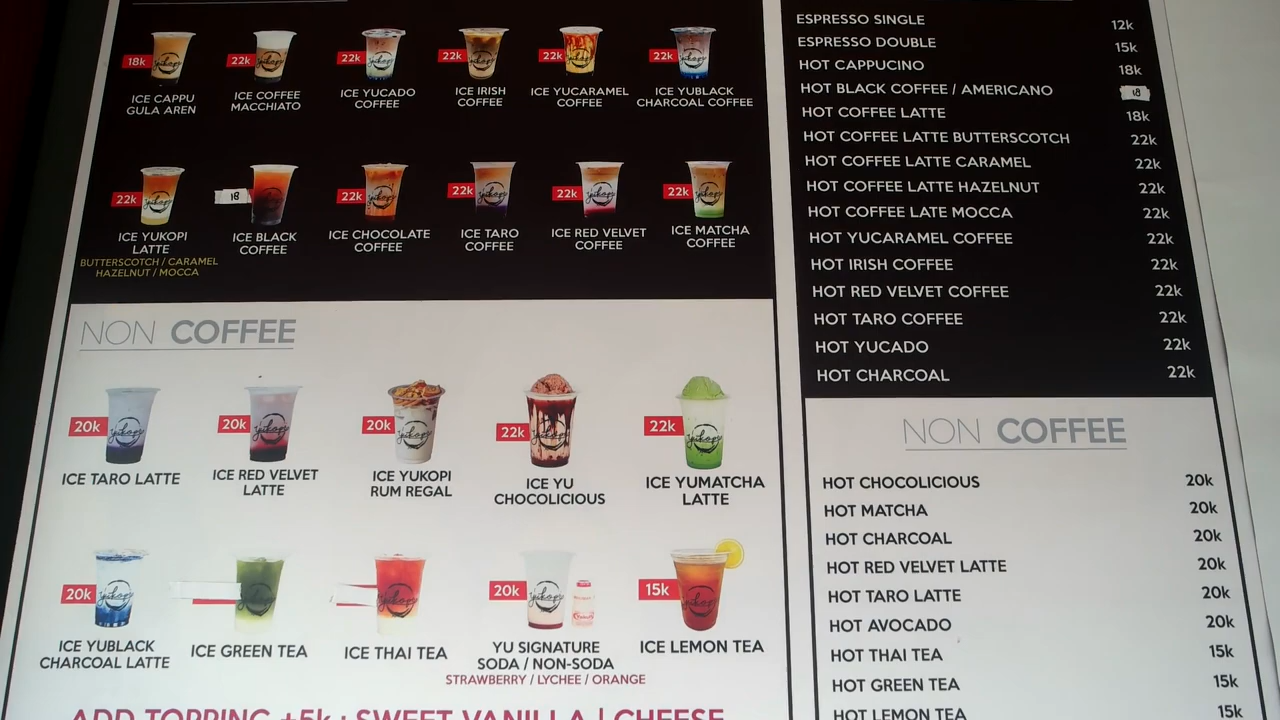 18k
22k
22k
22k
22k
22k
ICE CAPPU
GULA AREN
ICE COFFEE
MACCHIATO
ICE YUCADO
COFFEE
ICE IRISH
COFFEE
ICE YUCARAMEL
COFFEE
ICE YUBLACK
CHARCOAL COFFEE
22k
18
22k
22k
22k
22k
ICE YUKOPI
LATTE
BUTTERSCOTCH / CARAMEL
HAZELNUT / MOCCA
ICE BLACK
COFFEE
ICE CHOCOLATE
COFFEE
ICE TARO
COFFEE
ICE RED VELVET
COFFEE
ICE MATCHA
COFFEE
NON COFFEE
20k
20k
20k
22k
22k
ICE TARO LATTE
ICE RED VELVET
LATTE
ICE YUKOPI
RUM REGAL
ICE YU
CHOCOLICIOUS
ICE YUMATCHA
LATTE
20k
20k
15k
ICE YUBLACK
CHARCOAL LATTE
ICE GREEN TEA
ICE THAI TEA
YU SIGNATURE
SODA / NON-SODA
STRAWBERRY / LYCHEE / ORANGE
ICE LEMON TEA
ADD TOPPING +5k : SWEET VANILLA | CHEESE
ESPRESSO SINGLE 12k
ESPRESSO DOUBLE 15k
HOT CAPPUCINO 18k
HOT BLACK COFFEE / AMERICANO 18
HOT COFFEE LATTE 18k
HOT COFFEE LATTE BUTTERSCOTCH 22k
HOT COFFEE LATTE CARAMEL 22k
HOT COFFEE LATTE HAZELNUT 22k
HOT COFFEE LATE MOCCA 22k
HOT YUCARAMEL COFFEE 22k
HOT IRISH COFFEE 22k
HOT RED VELVET COFFEE 22k
HOT TARO COFFEE 22k
HOT YUCADO 22k
HOT CHARCOAL 22k
NON COFFEE
HOT CHOCOLICIOUS 20k
HOT MATCHA 20k
HOT CHARCOAL 20k
HOT RED VELVET LATTE 20k
HOT TARO LATTE 20k
HOT AVOCADO 20k
HOT THAI TEA 15k
HOT GREEN TEA 15k
HOT LEMON TEA 15k